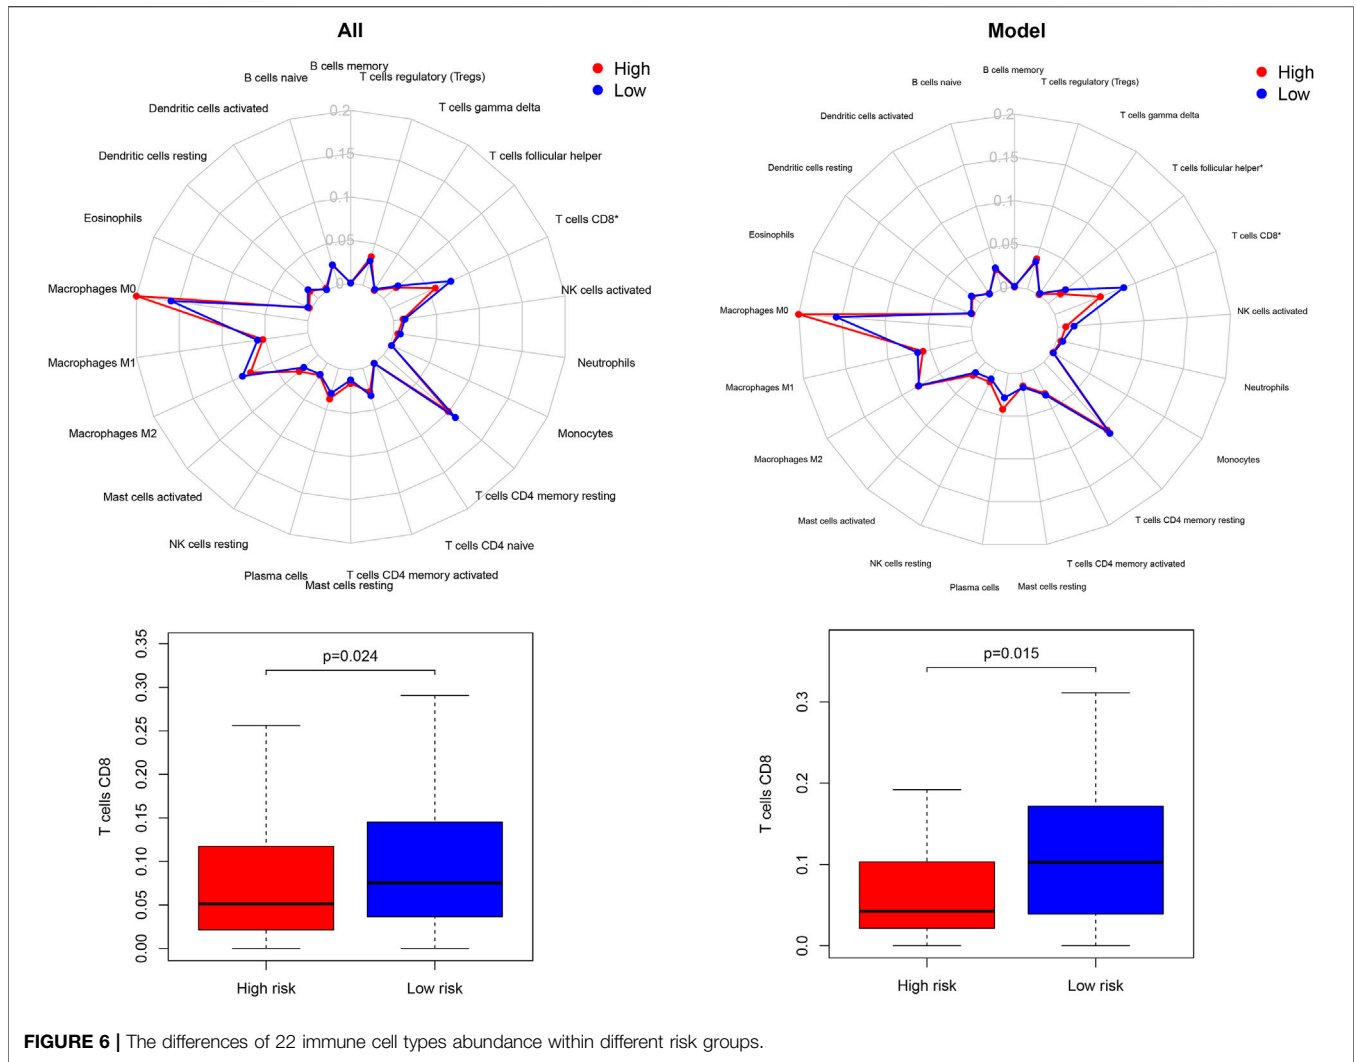 All
High
Low
B cells memory
B cells naive
T cells regulatory (Tregs)
Dendritic cells activated
T cells gamma delta
Dendritic cells resting
T cells follicular helper
Eosinophils
T cells CD8*
Macrophages M0
NK cells activated
Macrophages M1
Neutrophils
Macrophages M2
Monocytes
Mast cells activated
T cells CD4 memory resting
NK cells resting
T cells CD4 naive
Plasma cells
T cells CD4 memory activated
Mast cells resting
0.2
0.15
0.1
0.05
0
Model
High
Low
B cells memory
B cells naive
T cells regulatory (Tregs)
Dendritic cells activated
T cells gamma delta
Dendritic cells resting
T cells follicular helper*
Eosinophils
T cells CD8*
Macrophages M0
NK cells activated
Macrophages M1
Neutrophils
Macrophages M2
Monocytes
Mast cells activated
T cells CD4 memory resting
NK cells resting
T cells CD4 memory activated
Plasma cells
Mast cells resting
0.2
0.15
0.1
0.05
0
p=0.024
T cells CD8
0.35
0.30
0.25
0.20
0.15
0.10
0.05
0.00
High risk
Low risk
p=0.015
T cells CD8
0.3
0.2
0.1
0.0
High risk
Low risk
FIGURE 6 | The differences of 22 immune cell types abundance within different risk groups.